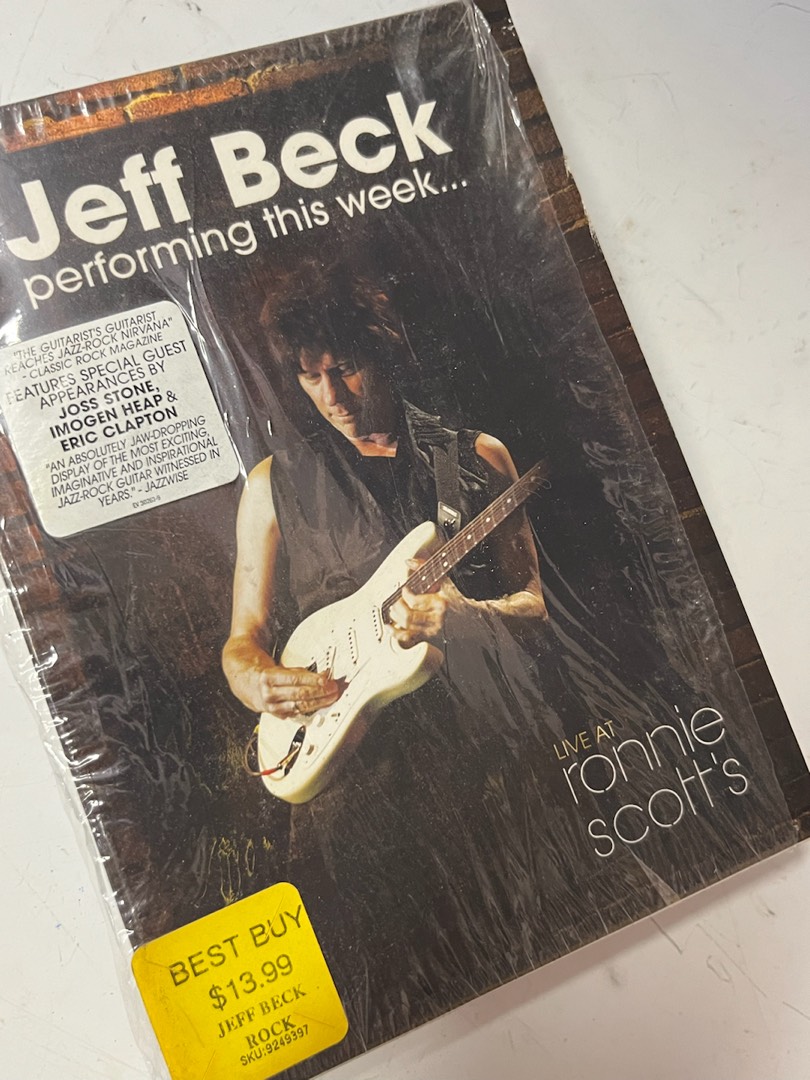 Jeff Beck
performing this week...
"THE GUITARIST'S GUITARIST
REACHES JAZZ-ROCK NIRVANA"
- CLASSIC ROCK MAGAZINE
FEATURES SPECIAL GUEST
APPEARANCES BY
JOSS STONE,
IMOGEN HEAP &
ERIC CLAPTON
"AN ABSOLUTELY JAW-DROPPING
DISPLAY OF THE MOST EXCITING,
IMAGINATIVE AND INSPIRATIONAL
JAZZ-ROCK GUITAR WITNESSED IN
YEARS." - JAZZWISE
LIVE AT
ronnie
scott's
BEST BUY
$13.99
JEFF BECK
ROCK
SKU:9249397